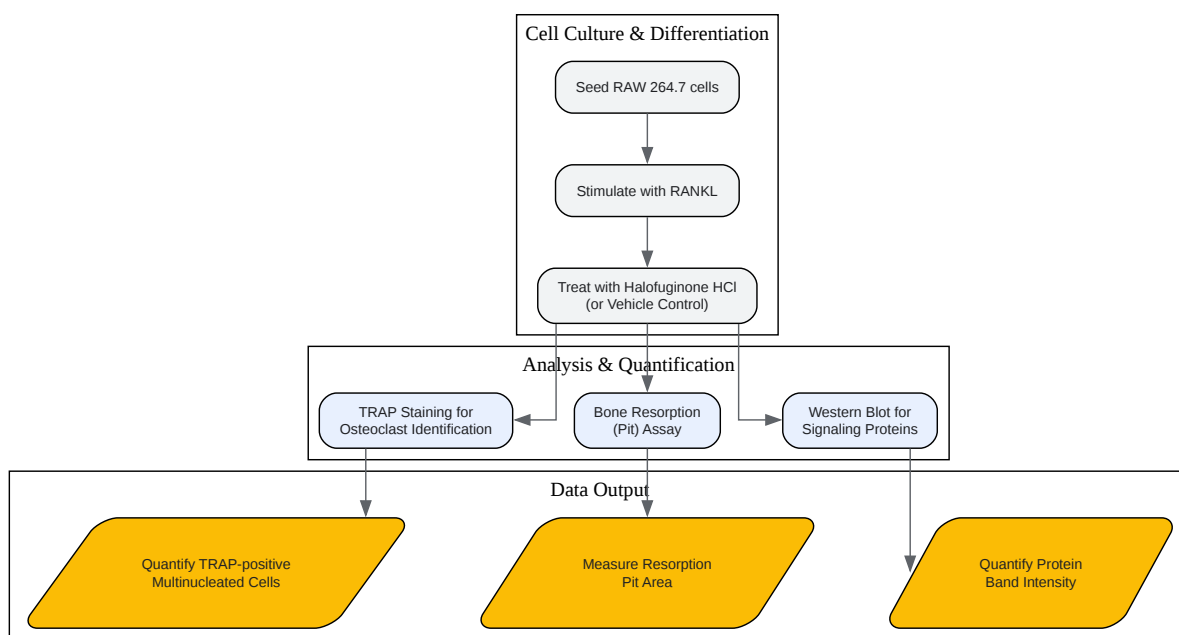 Cell Culture & Differentiation
Seed RAW 264.7 cells
Stimulate with RANKL
Treat with Halofuginone HCl
(or Vehicle Control)
Analysis & Quantification
TRAP Staining for
Osteoclast Identification
Bone Resorption
(Pit) Assay
Western Blot for
Signaling Proteins
Data Output
Quantify TRAP-positive
Multinucleated Cells
Measure Resorption
Pit Area
Quantify Protein
Band Intensity